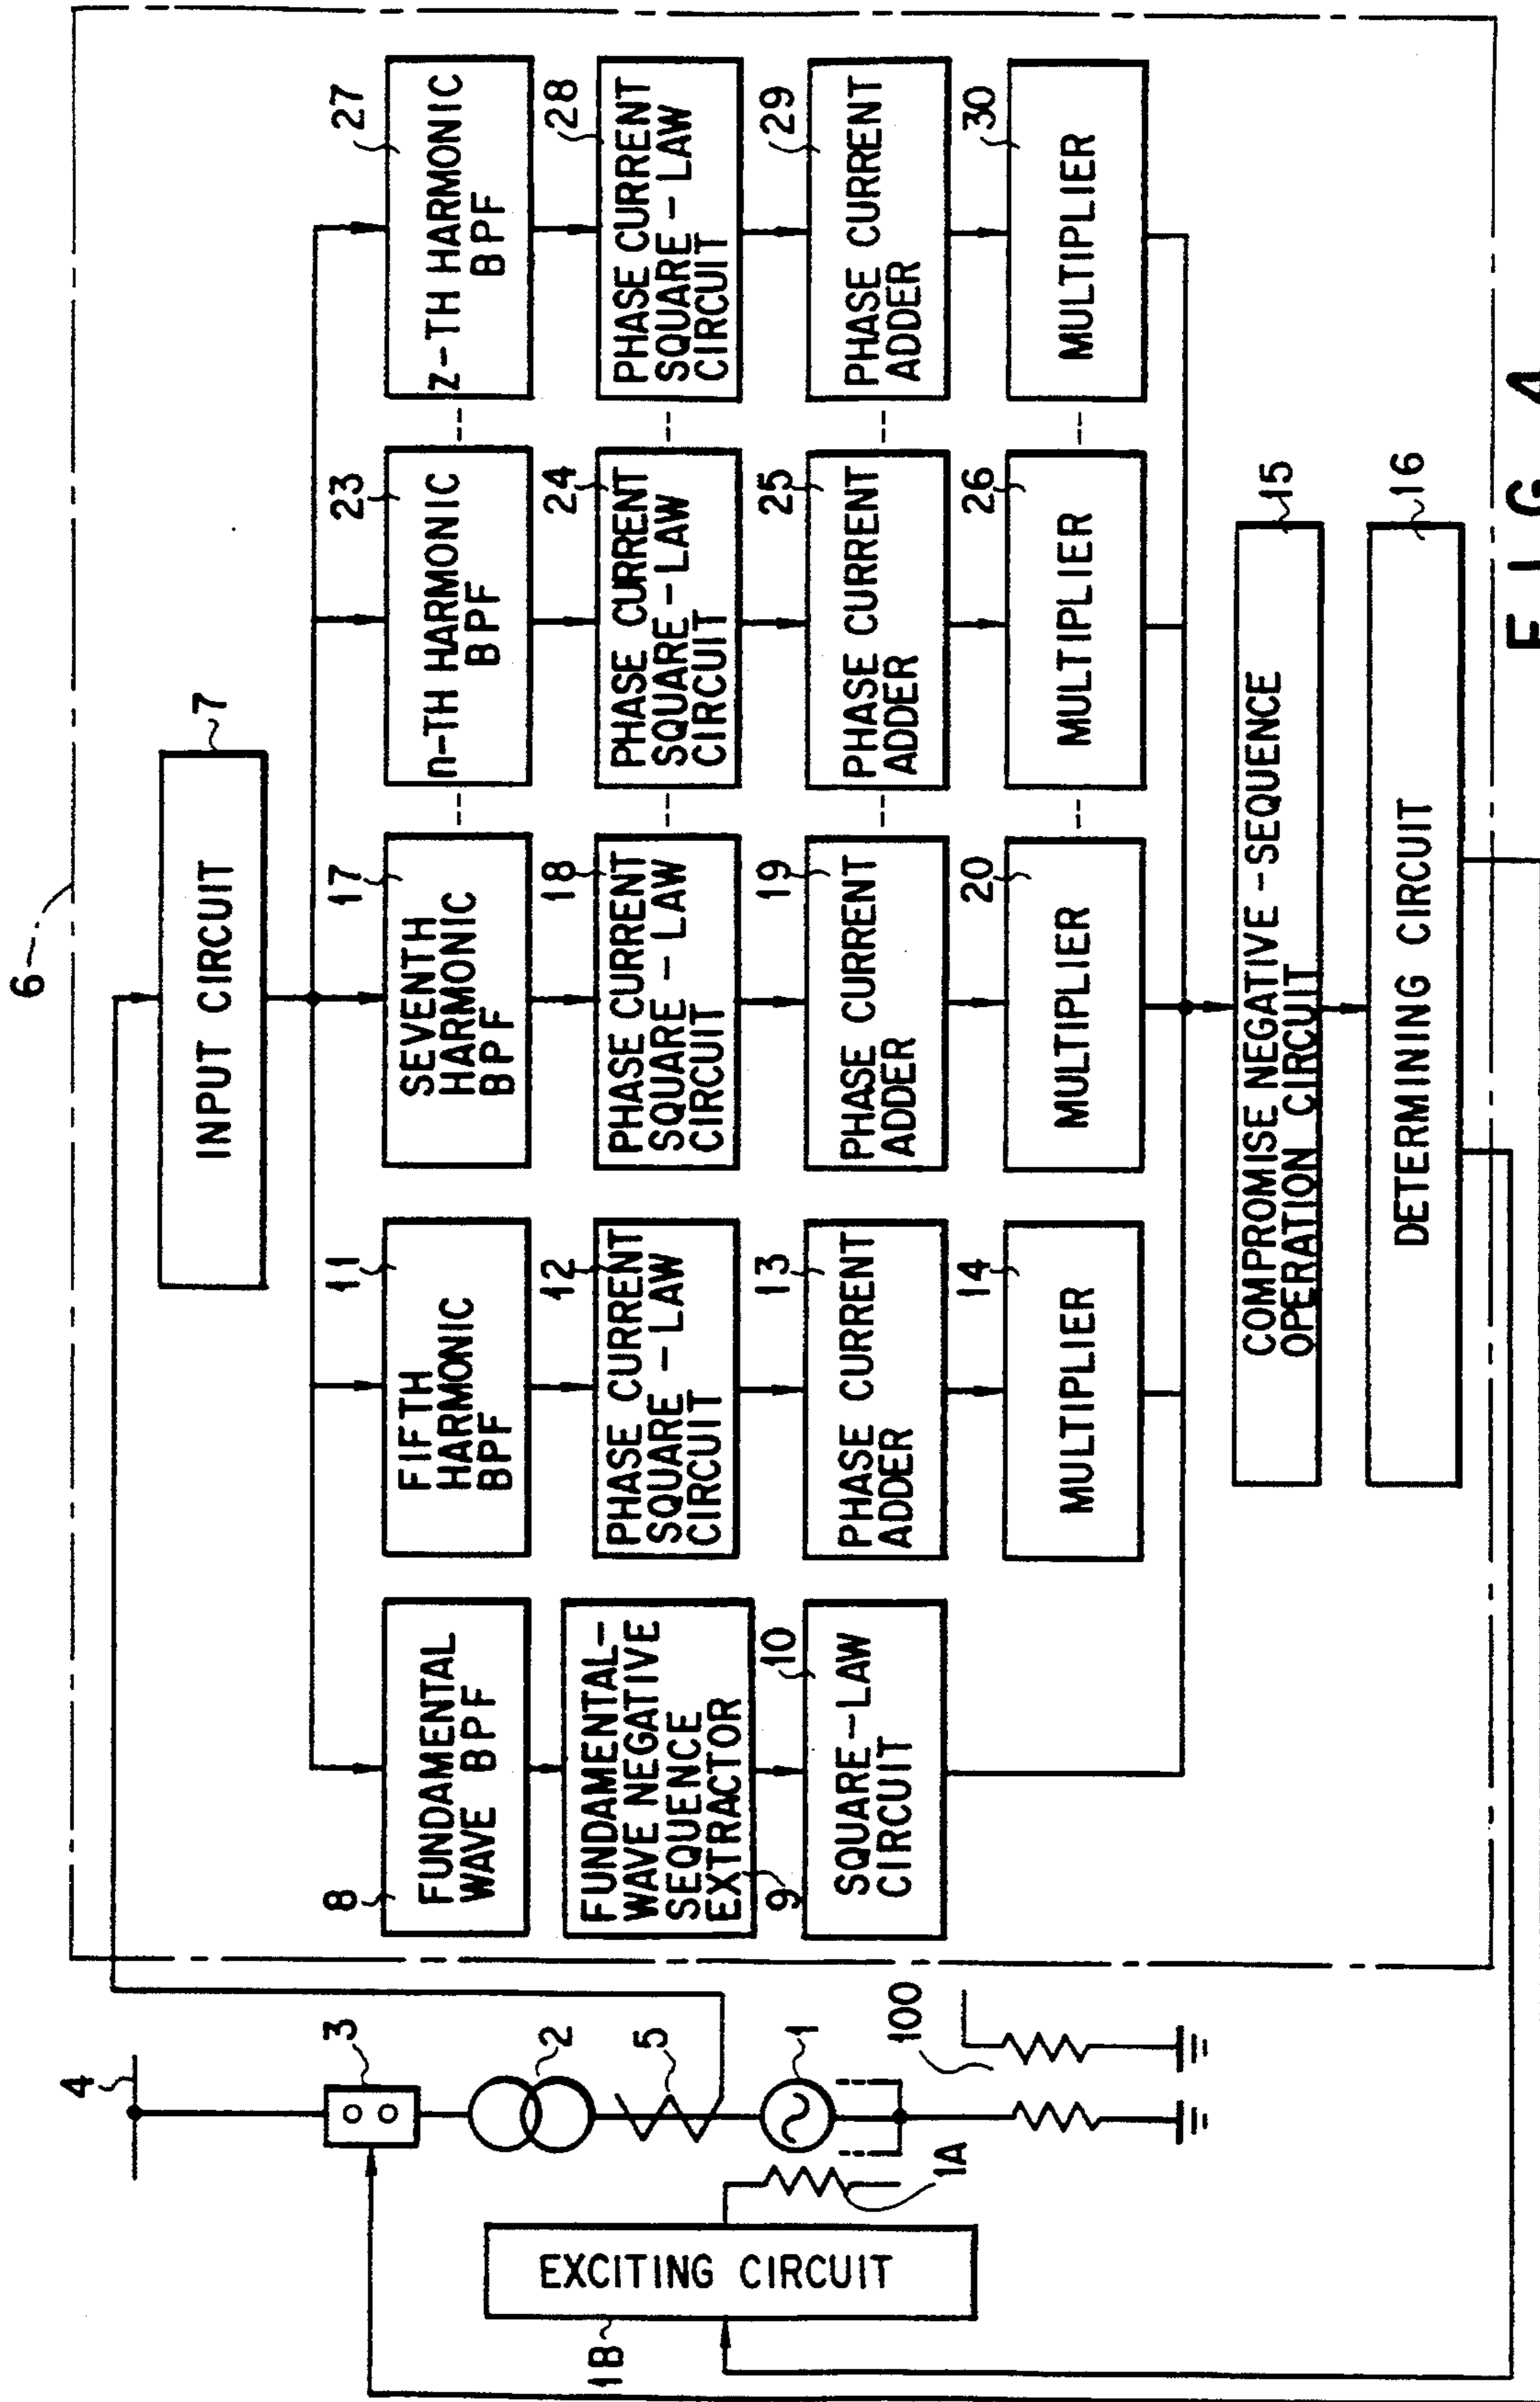 6
INPUT CIRCUIT
7
8
FUNDAMENTAL
WAVE BPF
FUNDAMENTAL-
WAVE NEGATIVE
SEQUENCE
EXTRACTOR
9
10
SQUARE-LAW
CIRCUIT
11
FIFTH
HARMONIC
BPF
12
PHASE CURRENT
SQUARE-LAW
CIRCUIT
13
PHASE CURRENT
ADDER
14
MULTIPLIER
17
SEVENTH
HARMONIC
BPF
18
PHASE CURRENT
SQUARE-LAW
CIRCUIT
19
PHASE CURRENT
ADDER
20
MULTIPLIER
23
n-TH HARMONIC
BPF
24
PHASE CURRENT
SQUARE-LAW
CIRCUIT
25
PHASE CURRENT
ADDER
26
MULTIPLIER
27
z-TH HARMONIC
BPF
28
PHASE CURRENT
SQUARE-LAW
CIRCUIT
29
PHASE CURRENT
ADDER
30
MULTIPLIER
COMPROMISE NEGATIVE-SEQUENCE
OPERATION CIRCUIT
15
DETERMINING CIRCUIT
16
4
3
2
5
1
100
1A
EXCITING CIRCUIT
1B
FIG. 4